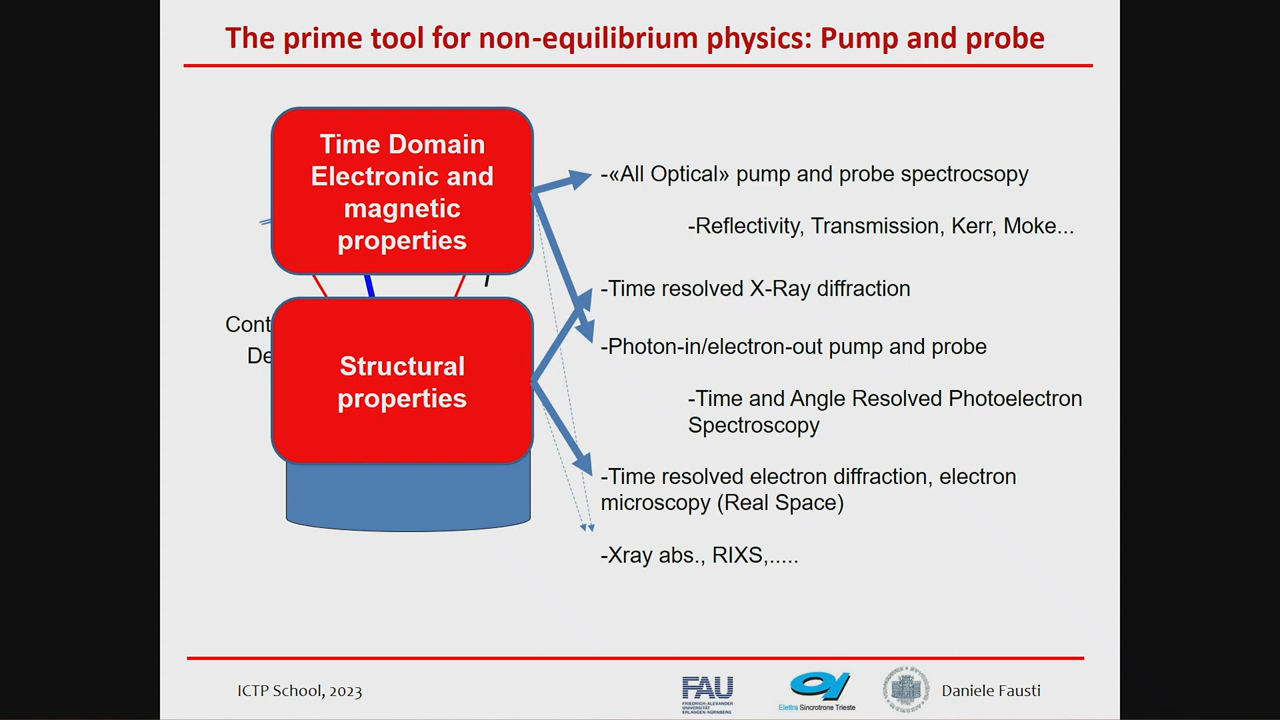 The prime tool for non-equilibrium physics: Pump and probe
Time Domain
Electronic and
magnetic
properties
-«All Optical» pump and probe spectrocsopy
-Reflectivity, Transmission, Kerr, Moke...
-Time resolved X-Ray diffraction
Cont
De
Structural
properties
-Photon-in/electron-out pump and probe
-Time and Angle Resolved Photoelectron
Spectroscopy
-Time resolved electron diffraction, electron
microscopy (Real Space)
-Xray abs., RIXS,.....
ICTP School, 2023
FAU
FRIEDRICH-ALEXANDER
UNIVERSITÄT
ERLANGEN-NÜRNBERG
Elettra Sincrotrone Trieste
Daniele Fausti